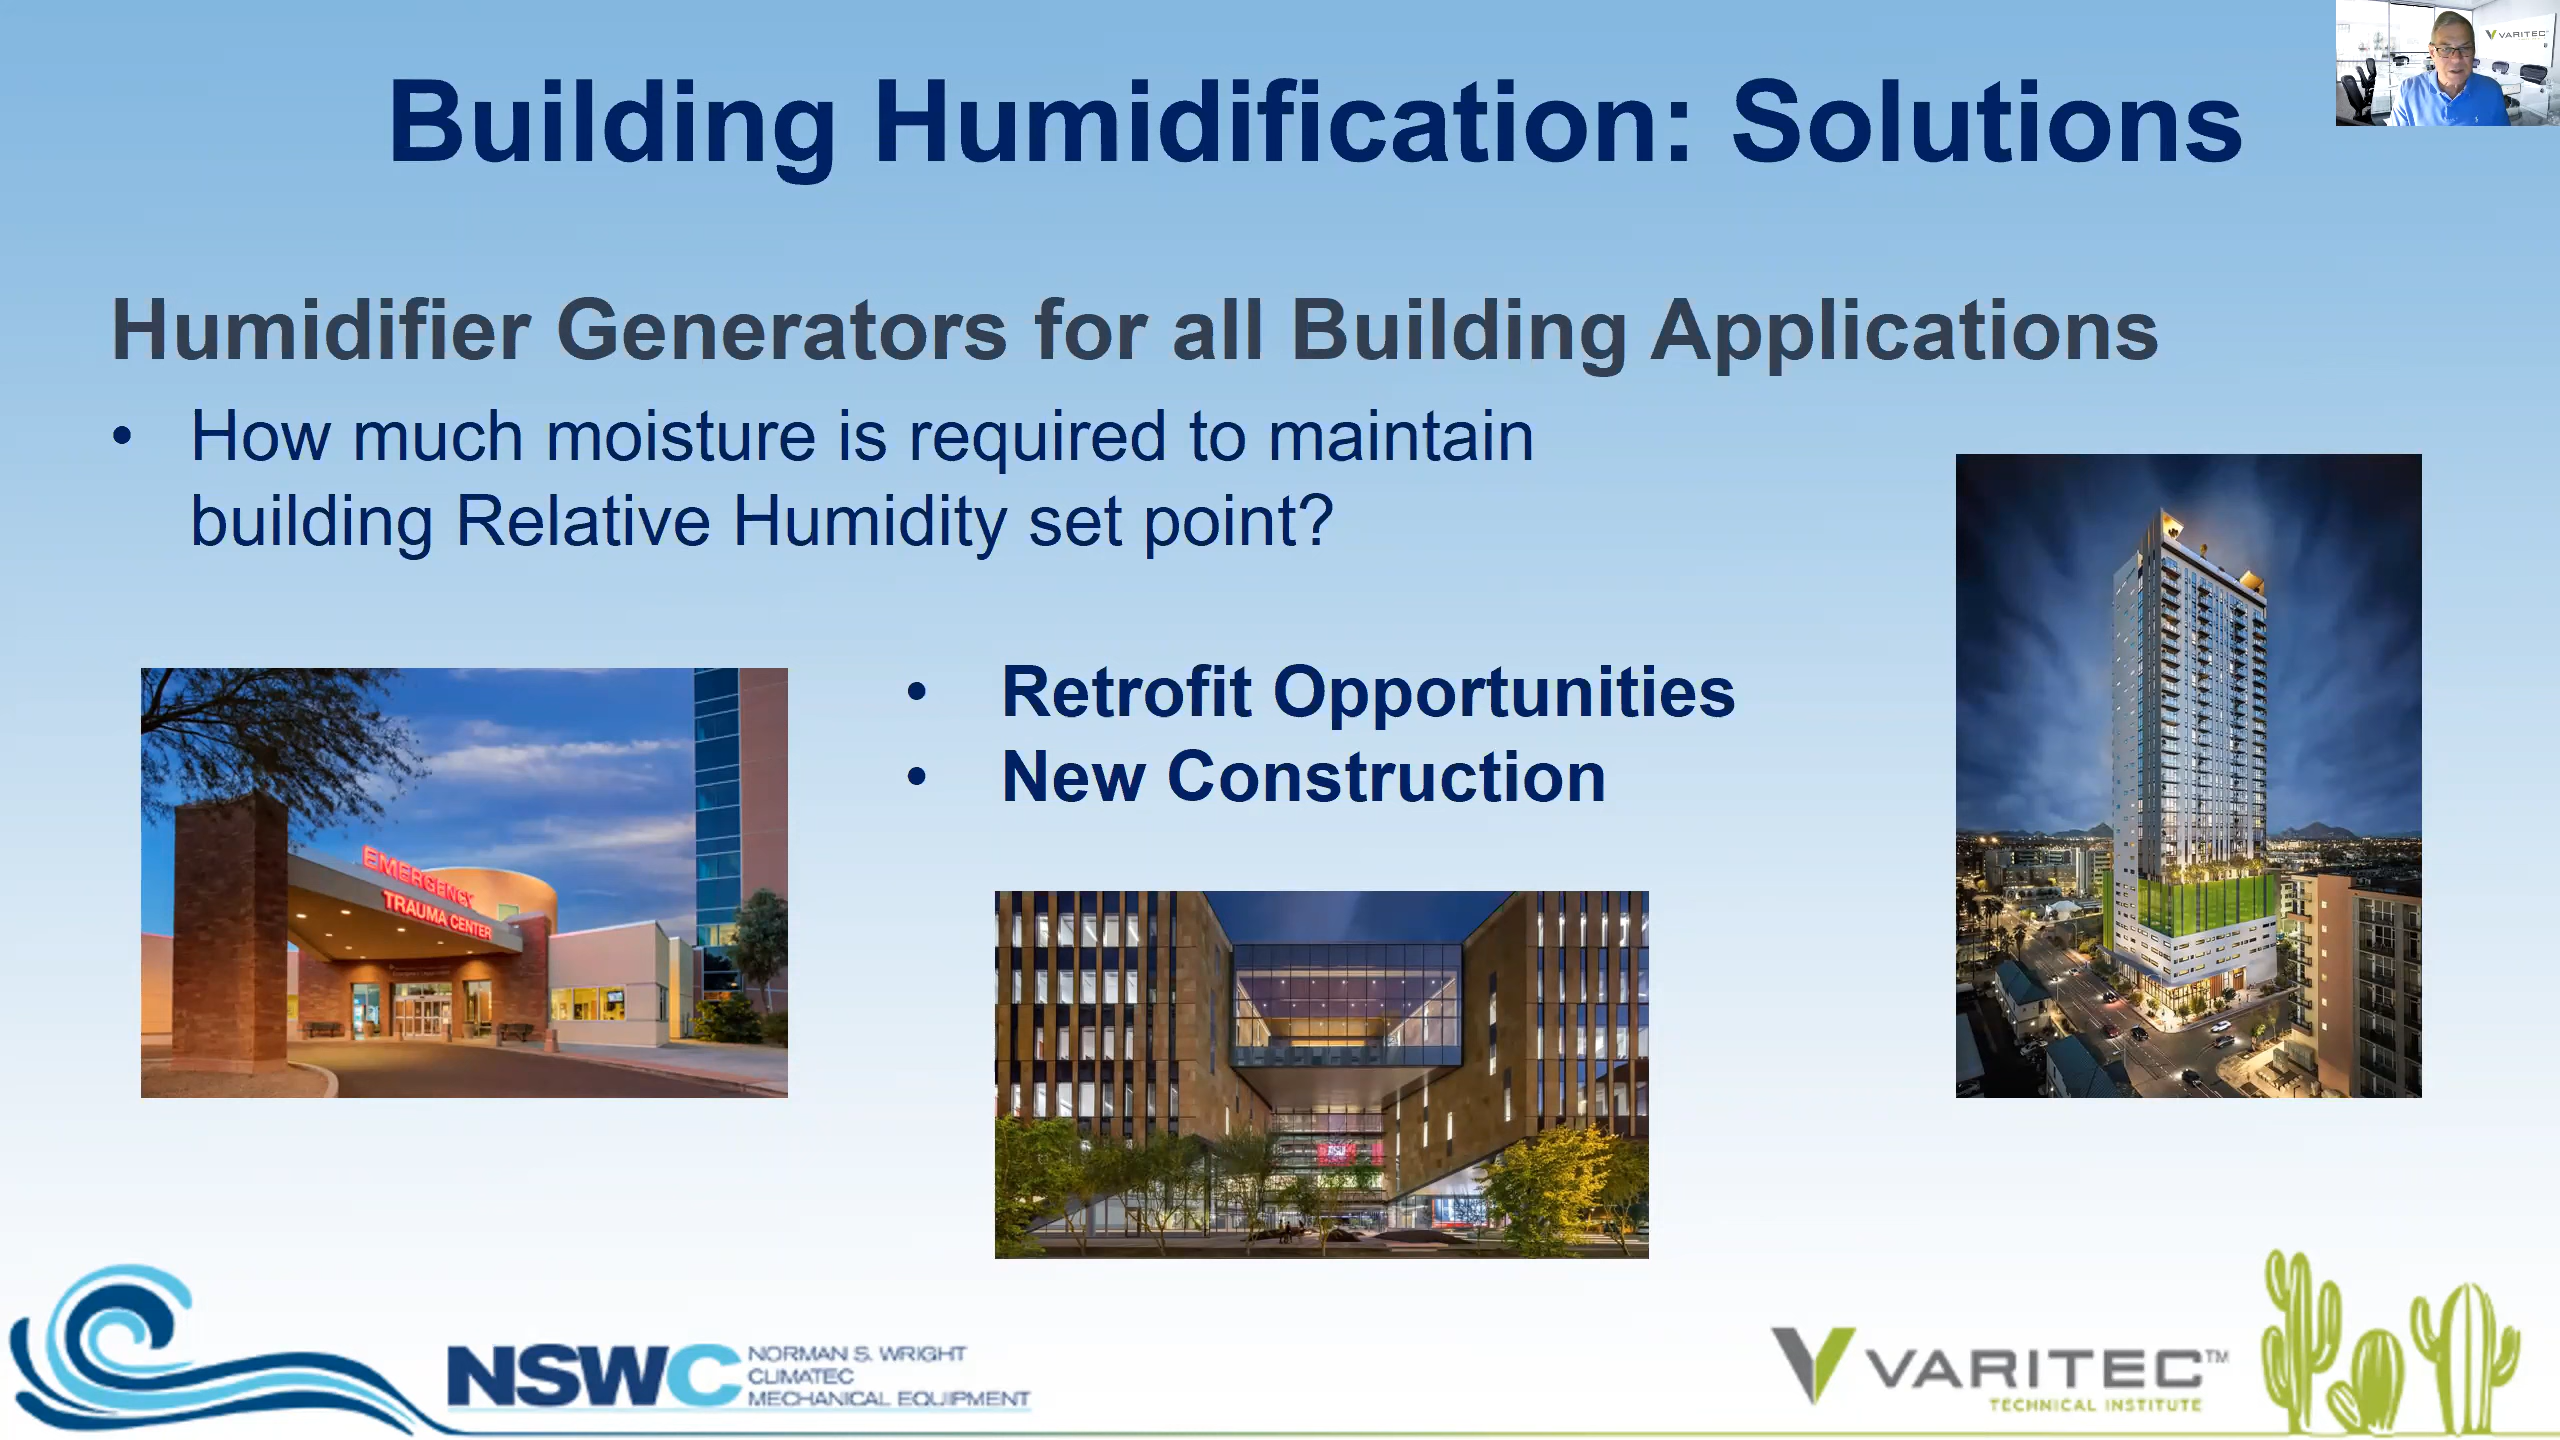 VARITEC
Building Humidification: Solutions
Humidifier Generators for all Building Applications
• How much moisture is required to maintain
building Relative Humidity set point?
• Retrofit Opportunities
• New Construction
EMERGENCY
TRAUMA CENTER
NSWC
NORMAN S. WRIGHT
CLIMATEC
MECHANICAL EQUIPMENT
VARITEC™
TECHNICAL INSTITUTE